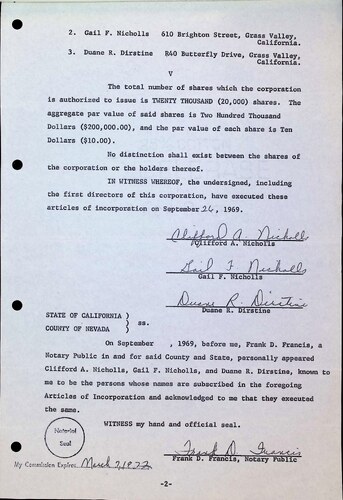 2. Gail F. Nicholls 610 Brighton Street, Grass Valley,
California.
3. Duane R. Dirstine R40 Butterfly Drive, Grass Valley,
California.
V
The total number of shares which the corporation
is authorized to issue is TWENTY THOUSAND (20,000) shares. The
aggregate par value of said shares is Two Hundred Thousand
Dollars ($200,000.00), and the par value of each share is Ten
Dollars ($10.00).
No distinction shall exist between the shares of
the corporation or the holders thereof.
IN WITNESS WHEREOF, the undersigned, including
the first directors of this corporation, have executed these
articles of incorporation on September 26, 1969.
Clifford A. Nicholls
Clifford A. Nicholls
Gail F Nicholls
Gail F. Nicholls
Duane R. Dirstine
Duane R. Dirstine
STATE OF CALIFORNIA )
) ss.
COUNTY OF NEVADA )
On September , 1969, before me, Frank D. Francis, a
Notary Public in and for said County and State, personally appeared
Clifford A. Nicholls, Gail F. Nicholls, and Duane R. Dirstine, known to
me to be the persons whose names are subscribed in the foregoing
Articles of Incorporation and acknowledged to me that they executed
the same.
WITNESS my hand and official seal.
Notarial
Seal
Frank D. Francis
Frank D. Francis, Notary Public
My Commission Expires March 7, 1972
-2-